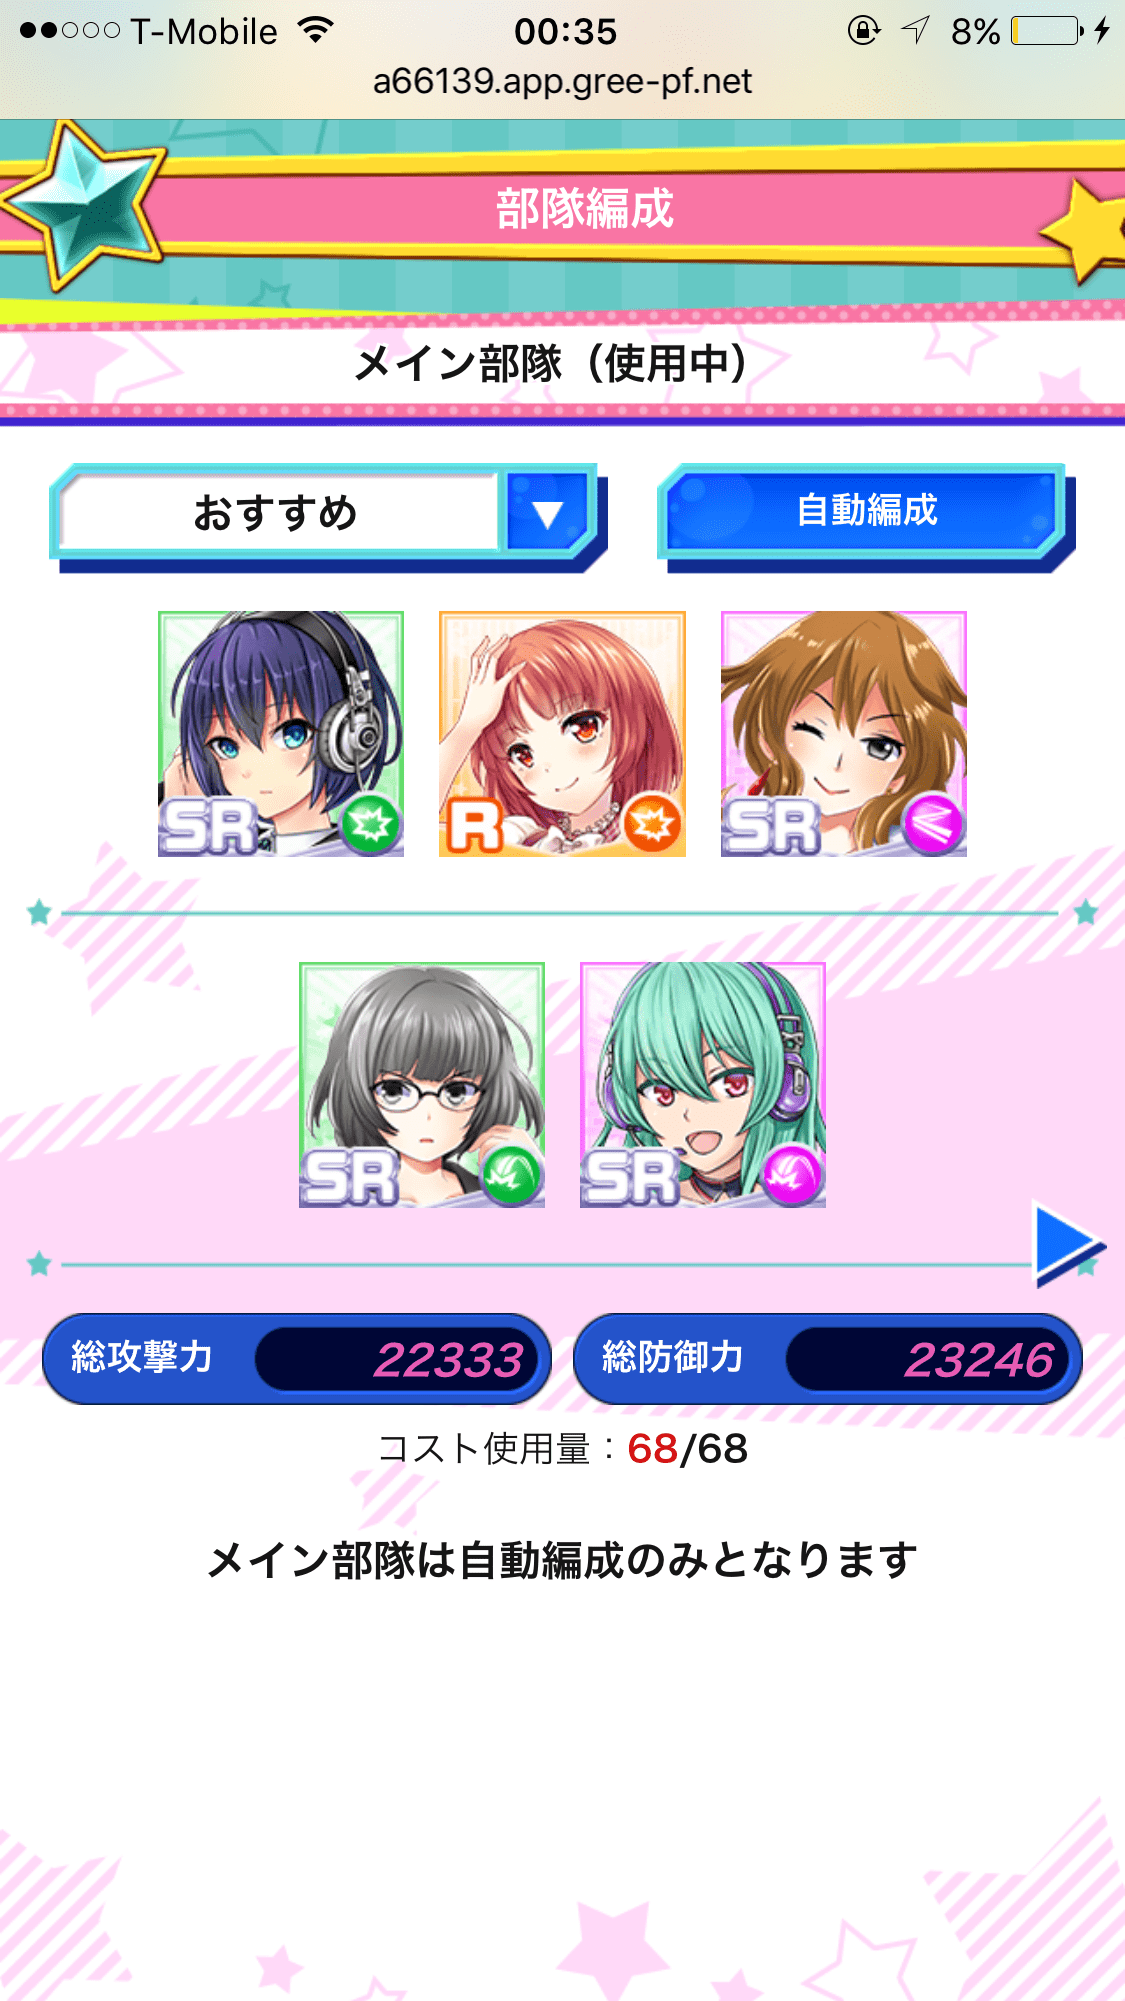 T-Mobile 00:35 8%
a66139.app.gree-pf.net
部隊編成
メイン部隊（使用中）
おすすめ ▼ 自動編成
SR R SR
SR SR
総攻撃力 22333 総防御力 23246
コスト使用量：68/68
メイン部隊は自動編成のみとなります